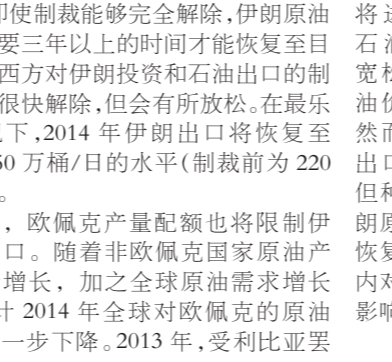 即使制裁能够完全解除,伊朗原油
要三年以上的时间才能恢复至目
西方对伊朗投资和石油出口的制
很快解除,但会有所放松。在最乐
况下,2014 年伊朗出口将恢复至
50 万桶/日的水平(制裁前为 220
。
,欧佩克产量配额也将限制伊
口。随着非欧佩克国家原油产
增长,加之全球原油需求增长
计 2014 年全球对欧佩克的原油
一步下降。2013 年,受利比亚罢
将
石油
宽松
油价
然而
出口
但
朗原
恢复
内对
影响